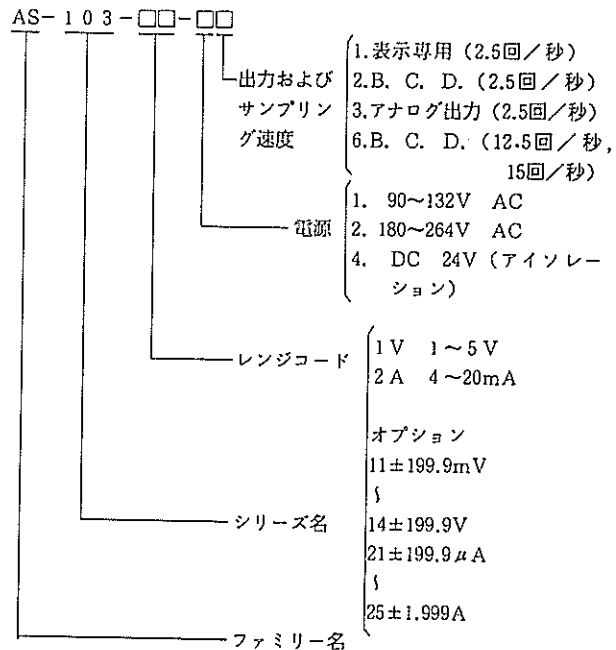 AS-103-□□-□□
出力および
サンプリン
グ速度
1.表示専用（2.5回／秒）
2.B. C. D.（2.5回／秒）
3.アナログ出力（2.5回／秒）
6.B. C. D.（12.5回／秒，
15回／秒）
電源
1. 90～132V AC
2. 180～264V AC
4. DC 24V（アイソレー
ション）
レンジコード
1V 1～5V
2A 4～20mA
オプション
11±199.9mV
∫
14±199.9V
21±199.9μA
∫
25±1.999A
シリーズ名
ファミリー名